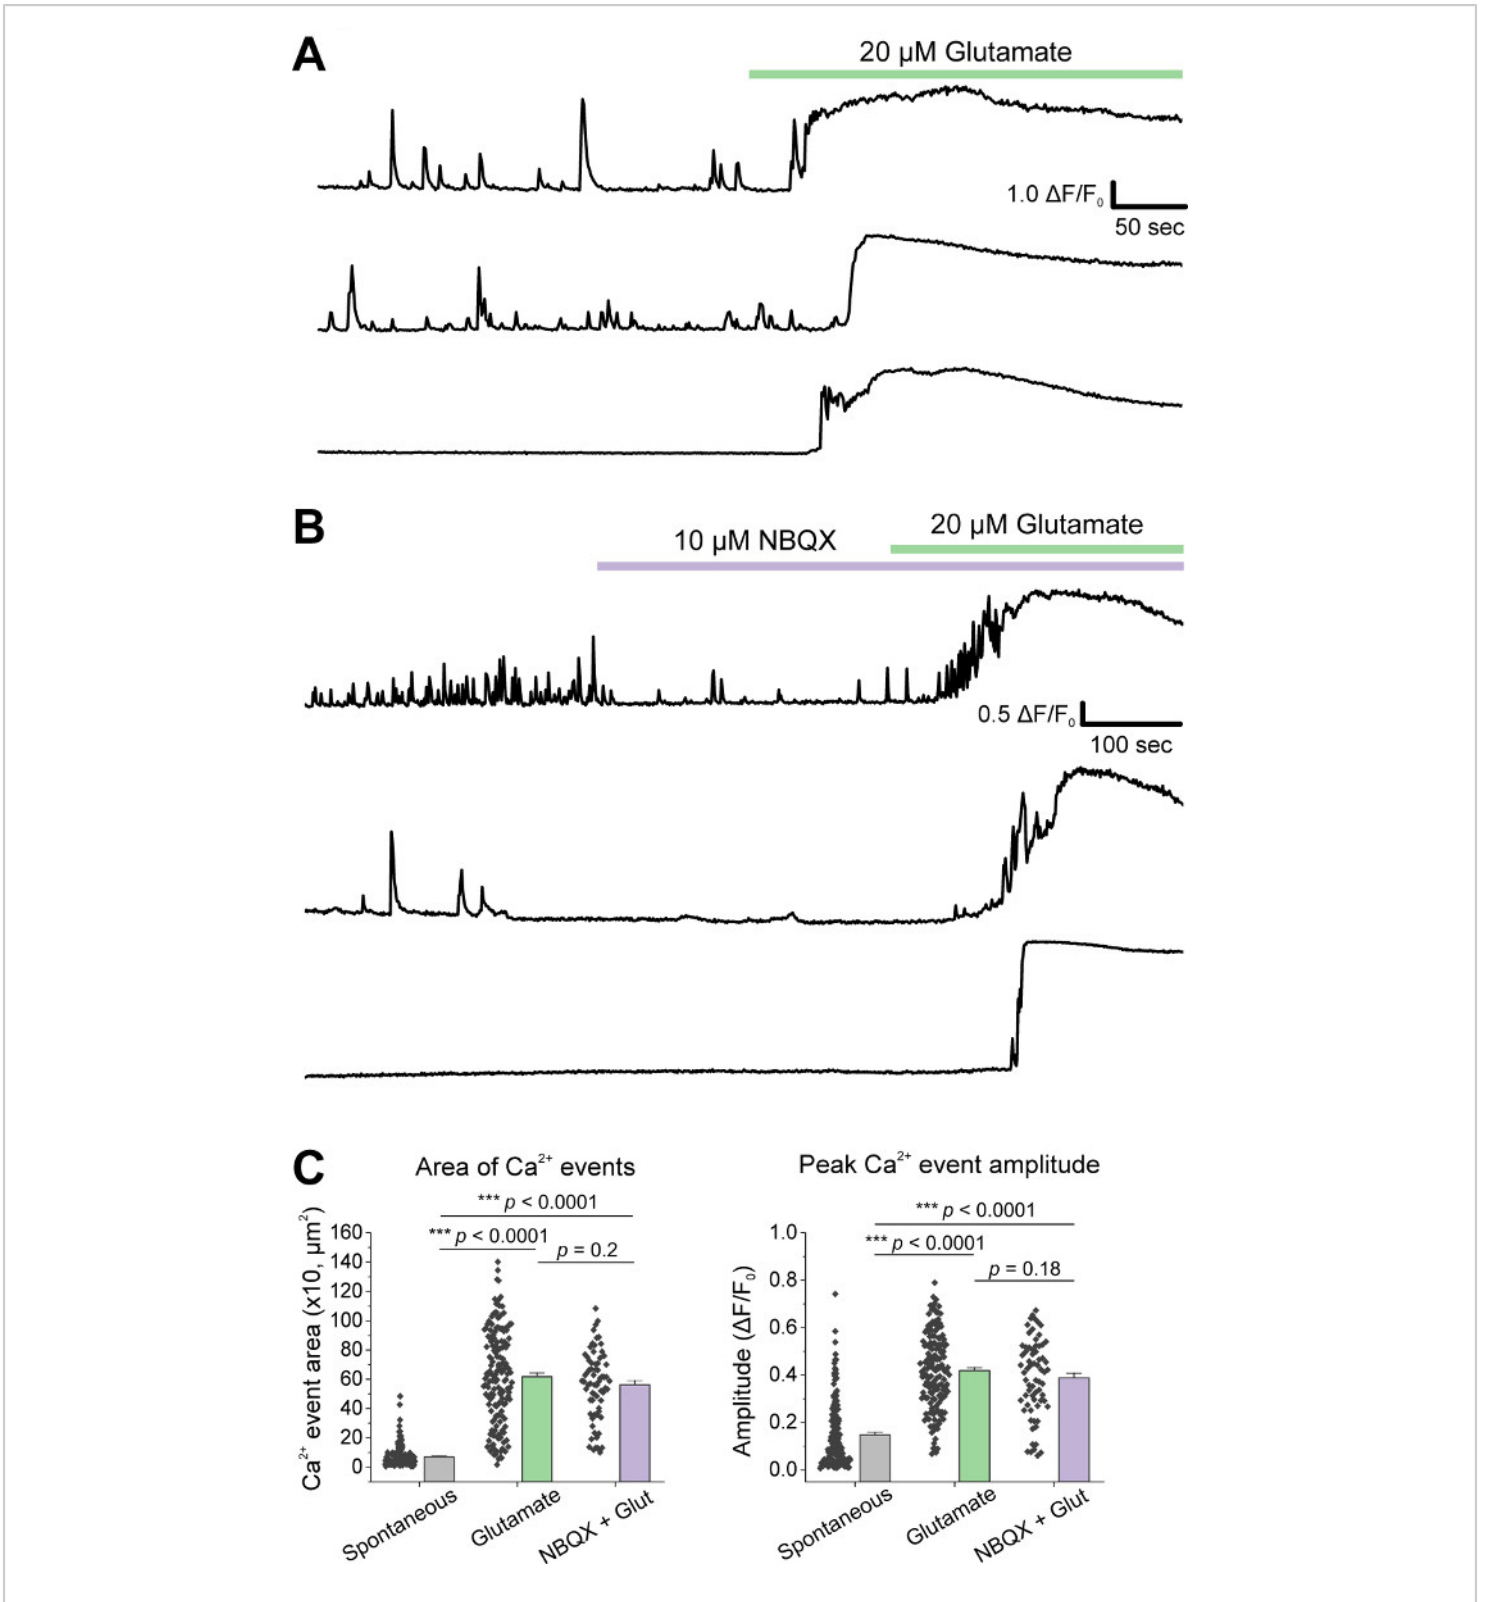 A
20 µM Glutamate
1.0 ΔF/F₀
50 sec
B
20 µM Glutamate
10 µM NBQX
0.5 ΔF/F₀
100 sec
C
Area of Ca²⁺ events
*** p < 0.0001
*** p < 0.0001
p = 0.2
Ca²⁺ event area (x10, µm²)
160
140
120
100
80
60
40
20
0
Spontaneous
Glutamate
NBQX + Glut
Peak Ca²⁺ event amplitude
*** p < 0.0001
*** p < 0.0001
p = 0.18
Amplitude (ΔF/F₀)
1.0
0.8
0.6
0.4
0.2
0.0
Spontaneous
Glutamate
NBQX + Glut